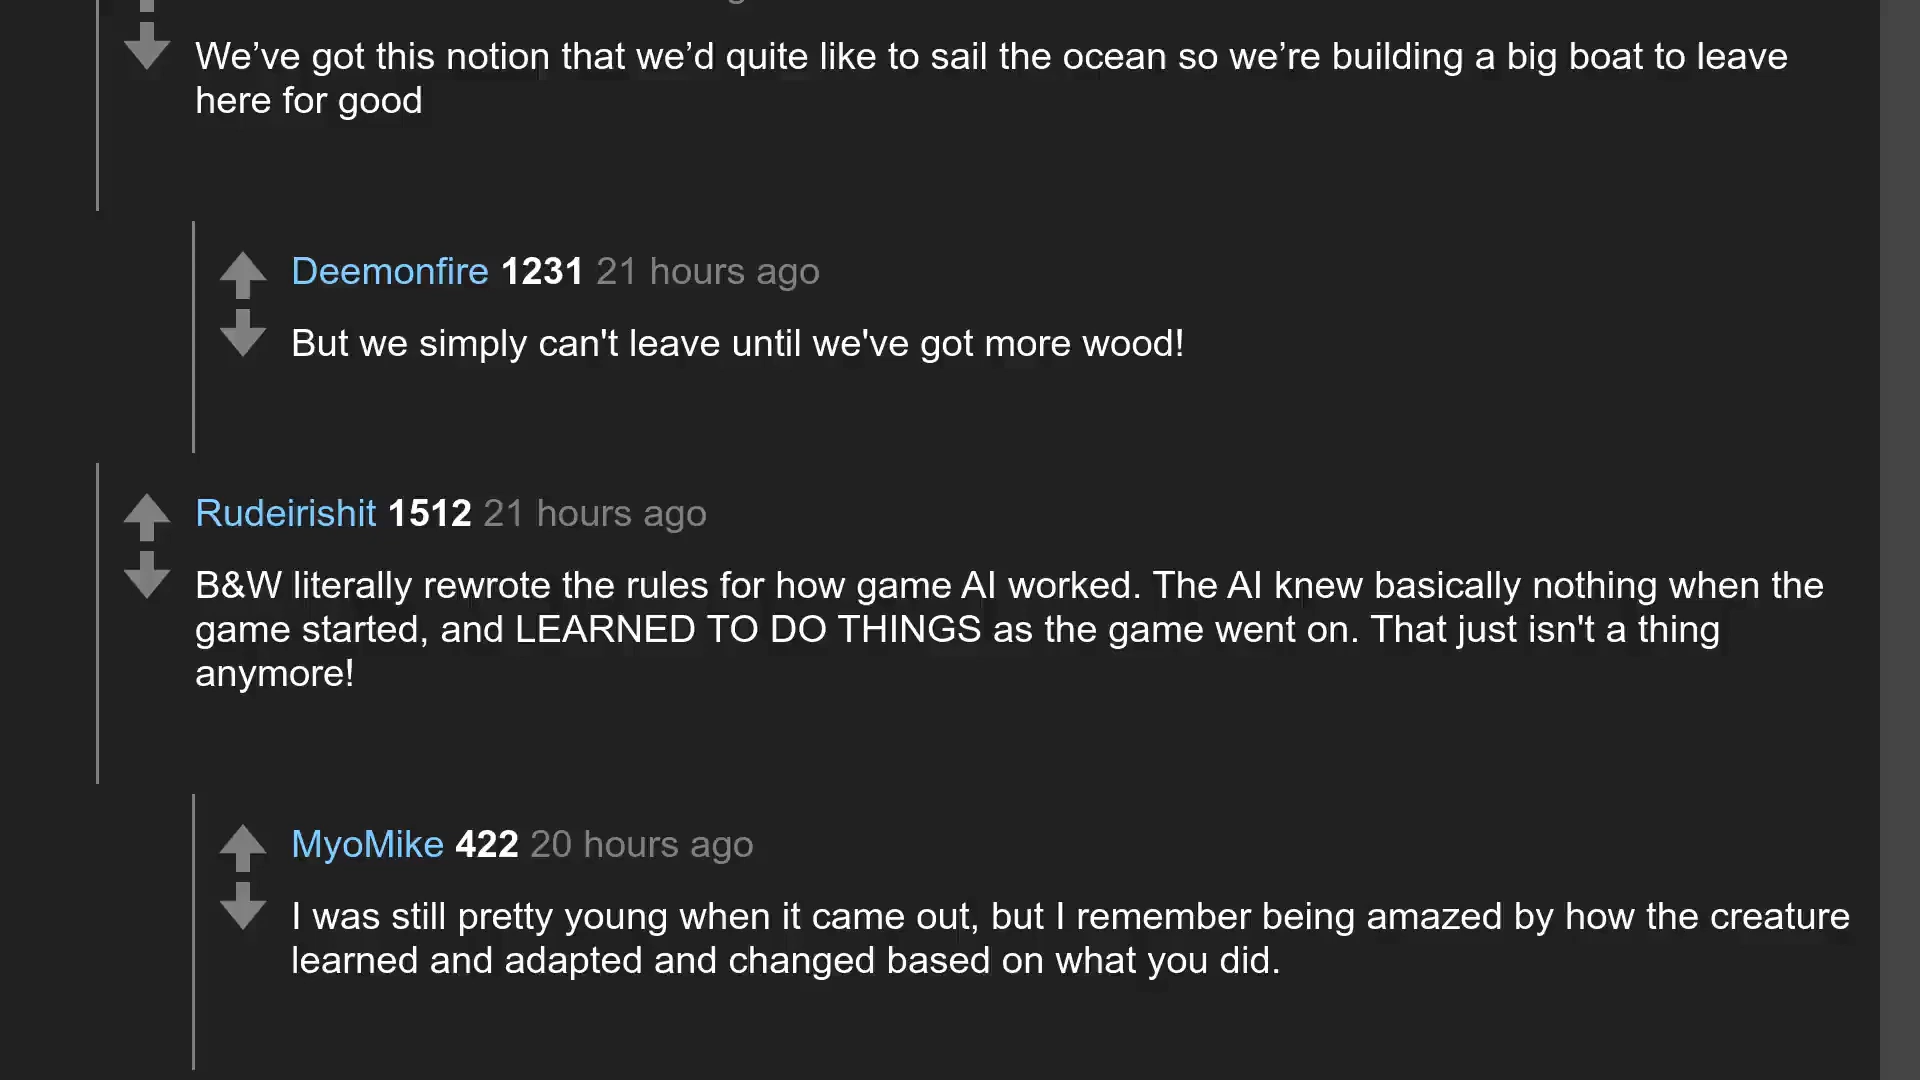 We’ve got this notion that we’d quite like to sail the ocean so we’re building a big boat to leave
here for good
Deemonfire 1231 21 hours ago
But we simply can't leave until we've got more wood!
Rudeirishit 1512 21 hours ago
B&W literally rewrote the rules for how game AI worked. The AI knew basically nothing when the
game started, and LEARNED TO DO THINGS as the game went on. That just isn't a thing
anymore!
MyoMike 422 20 hours ago
I was still pretty young when it came out, but I remember being amazed by how the creature
learned and adapted and changed based on what you did.